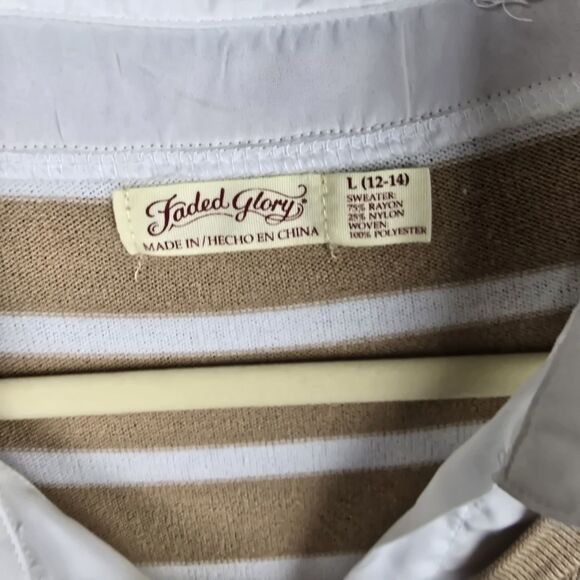 Faded Glory®
MADE IN/HECHO EN CHINA
L (12-14)
SWEATER:
75% RAYON
25% NYLON
WOVEN:
100% POLYESTER